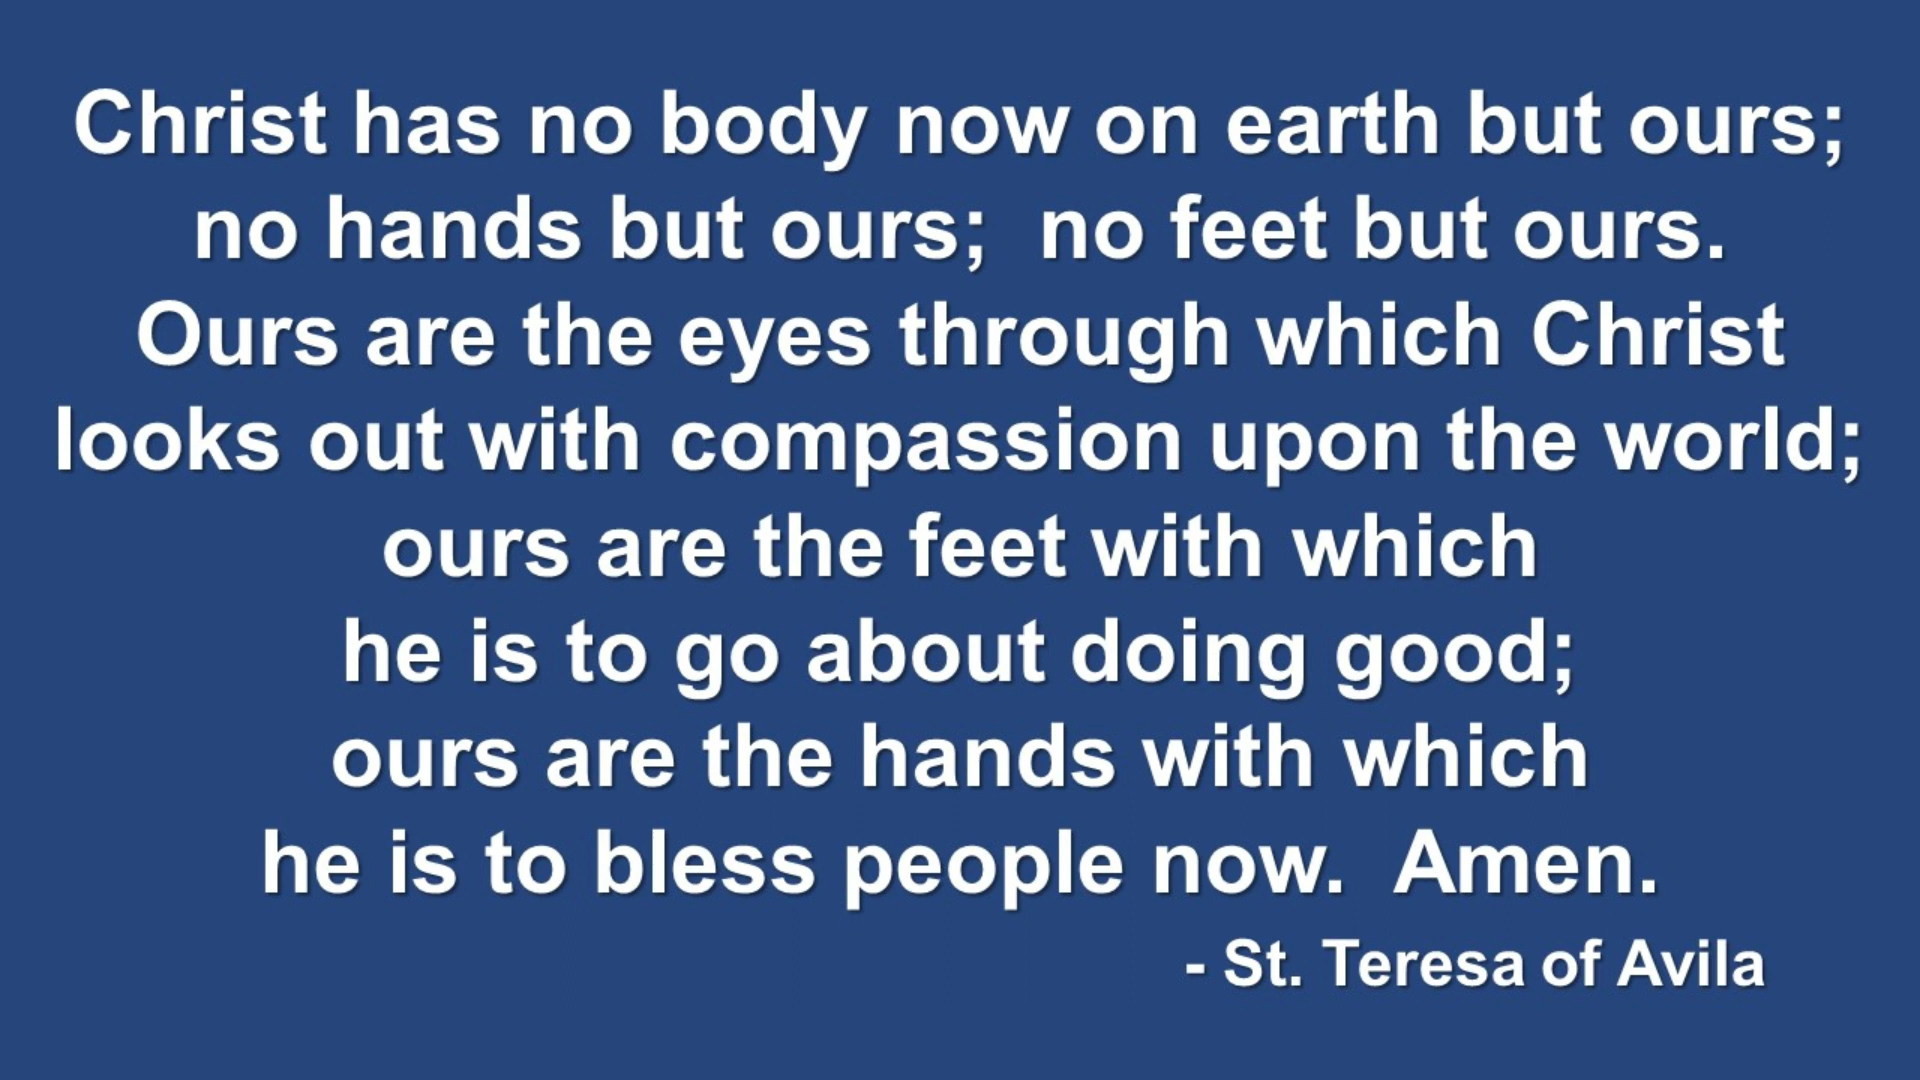 Christ has no body now on earth but ours;
no hands but ours;  no feet but ours.
Ours are the eyes through which Christ
looks out with compassion upon the world;
ours are the feet with which
he is to go about doing good;
ours are the hands with which
he is to bless people now.  Amen.
- St. Teresa of Avila